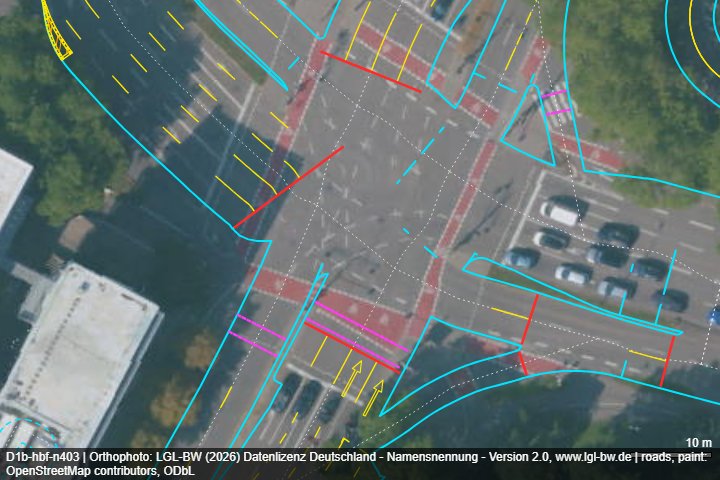 10 m
D1b-hbf-n403 | Orthophoto: LGL-BW (2026) Datenlizenz Deutschland - Namensnennung - Version 2.0, www.lgl-bw.de | roads, paint:
OpenStreetMap contributors, ODbL